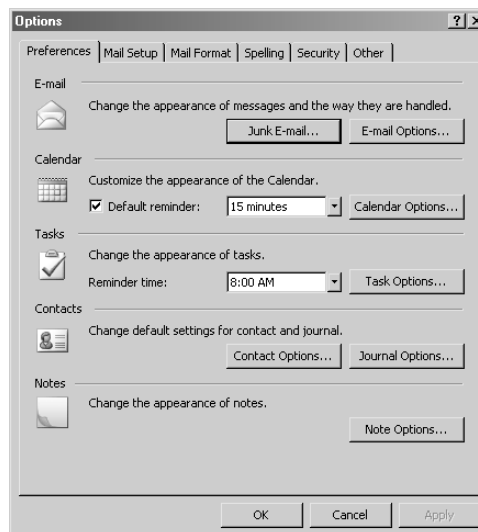 Options
Preferences Mail Setup Mail Format Spelling Security Other
E-mail
Change the appearance of messages and the way they are handled.
Junk E-mail... E-mail Options...
Calendar
Customize the appearance of the Calendar.
Default reminder: 15 minutes Calendar Options...
Tasks
Change the appearance of tasks.
Reminder time: 8:00 AM Task Options...
Contacts
Change default settings for contact and journal.
Contact Options... Journal Options...
Notes
Change the appearance of notes.
Note Options...
OK Cancel Apply